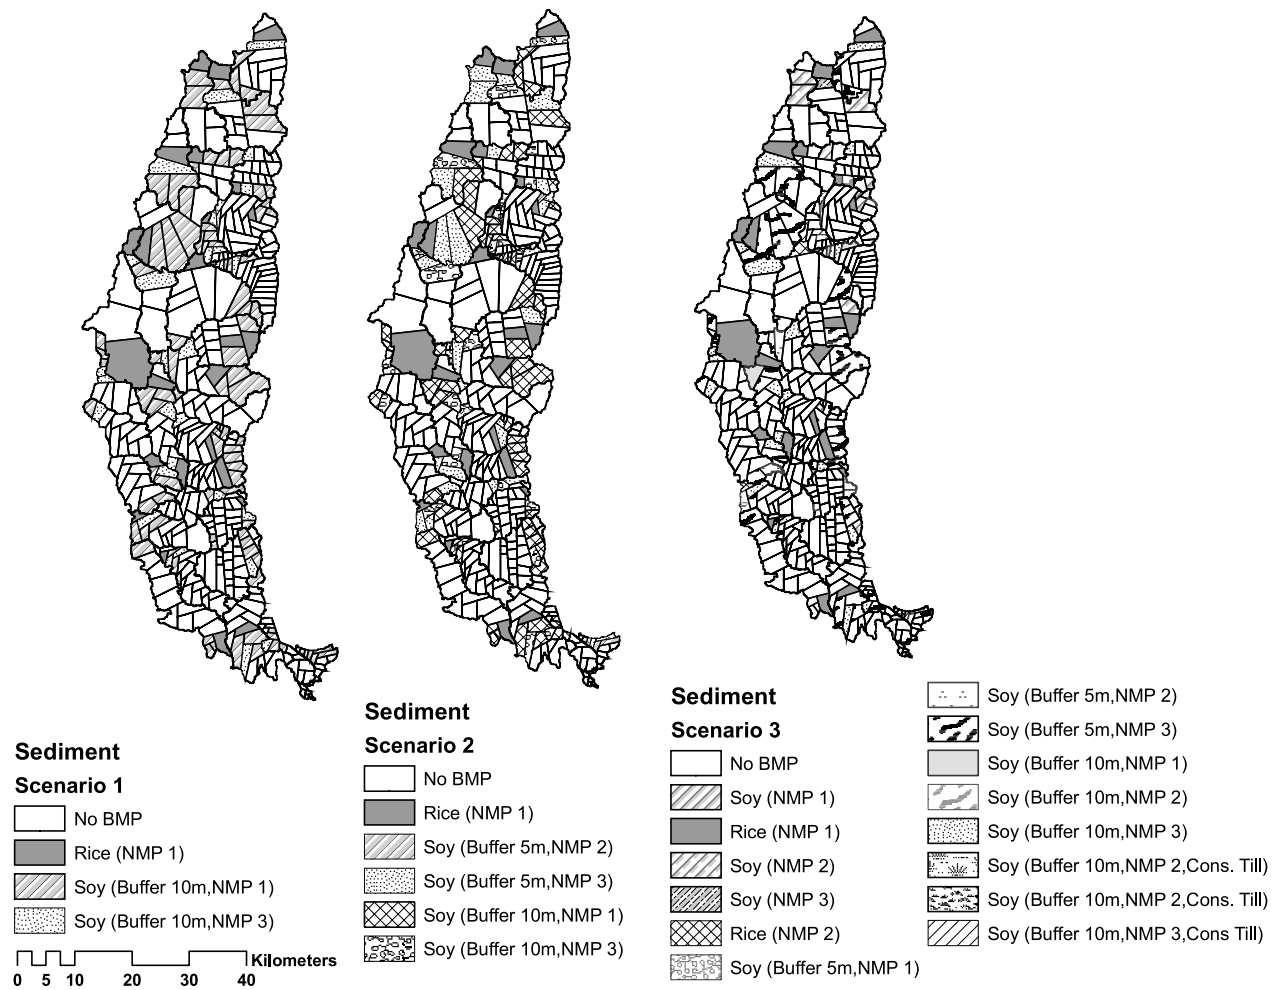 Sediment
Scenario 1
No BMP
Rice (NMP 1)
Soy (Buffer 10m,NMP 1)
Soy (Buffer 10m,NMP 3)
Kilometers
0 5 10 20 30 40
Sediment
Scenario 2
No BMP
Rice (NMP 1)
Soy (Buffer 5m,NMP 2)
Soy (Buffer 5m,NMP 3)
Soy (Buffer 10m,NMP 1)
Soy (Buffer 10m,NMP 3)
Sediment
Scenario 3
No BMP
Soy (NMP 1)
Rice (NMP 1)
Soy (NMP 2)
Soy (NMP 3)
Rice (NMP 2)
Soy (Buffer 5m,NMP 1)
Soy (Buffer 5m,NMP 2)
Soy (Buffer 5m,NMP 3)
Soy (Buffer 10m,NMP 1)
Soy (Buffer 10m,NMP 2)
Soy (Buffer 10m,NMP 3)
Soy (Buffer 10m,NMP 2,Cons. Till)
Soy (Buffer 10m,NMP 2,Cons. Till)
Soy (Buffer 10m,NMP 3,Cons Till)